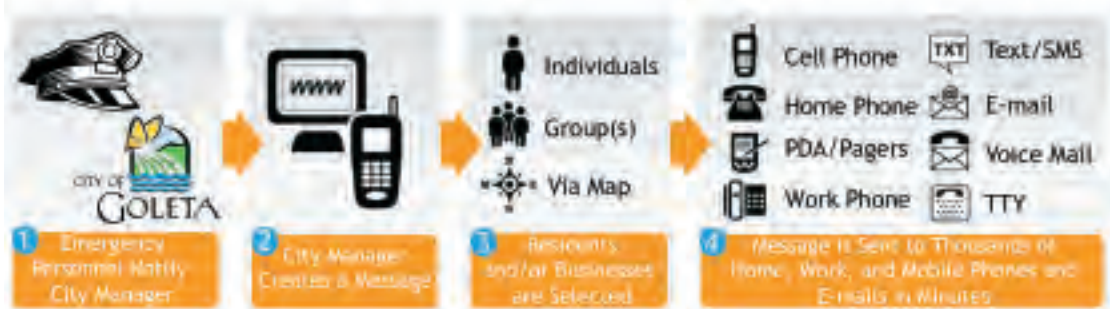 CITY OF
GOLETA
1
Emergency
Personnel Notify
City Manager
www
2
City Manager
Creates a Message
Individuals
Group(s)
Via Map
3
Residents
and/or Businesses
are Selected
Cell Phone
Home Phone
PDA/Pagers
Work Phone
TXT
Text/SMS
@
E-mail
Voice Mail
TTY
4
Message is Sent to Thousands of
Home, Work, and Mobile Phones and
E-mails in Minutes